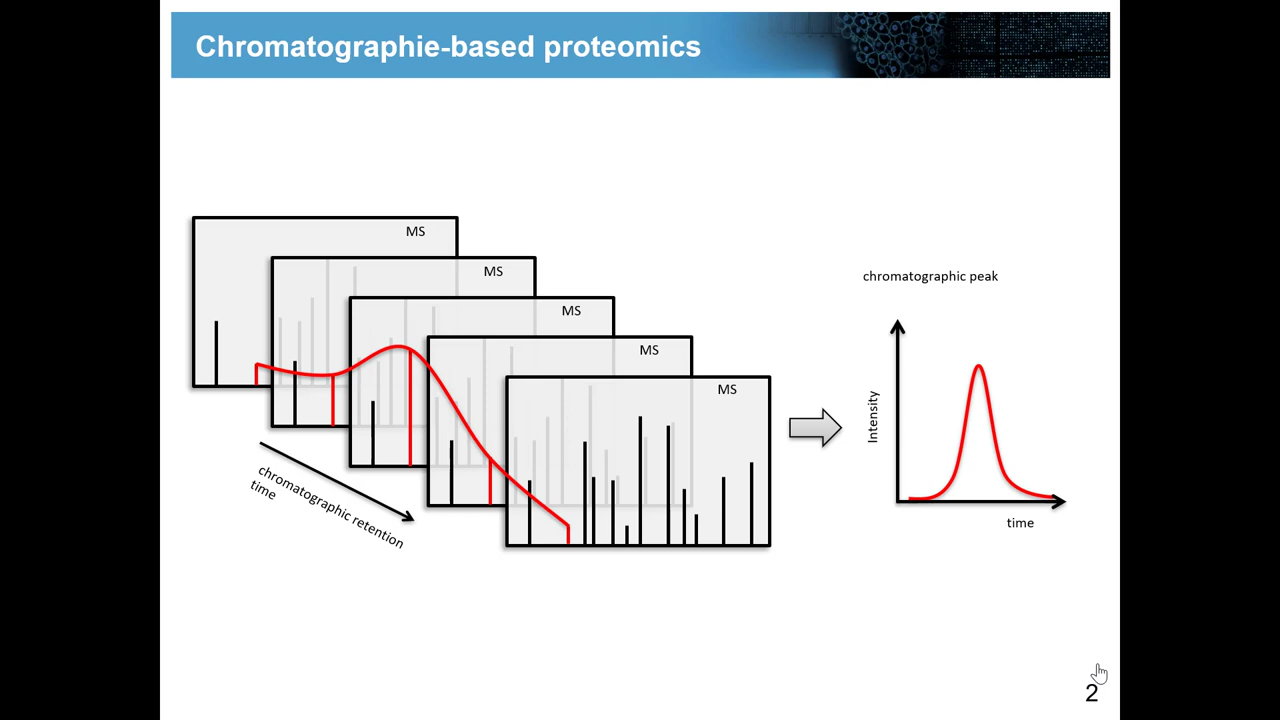 Chromatographie-based proteomics
MS
MS
MS
MS
MS
chromatographic retention
time
chromatographic peak
Intensity
time
2